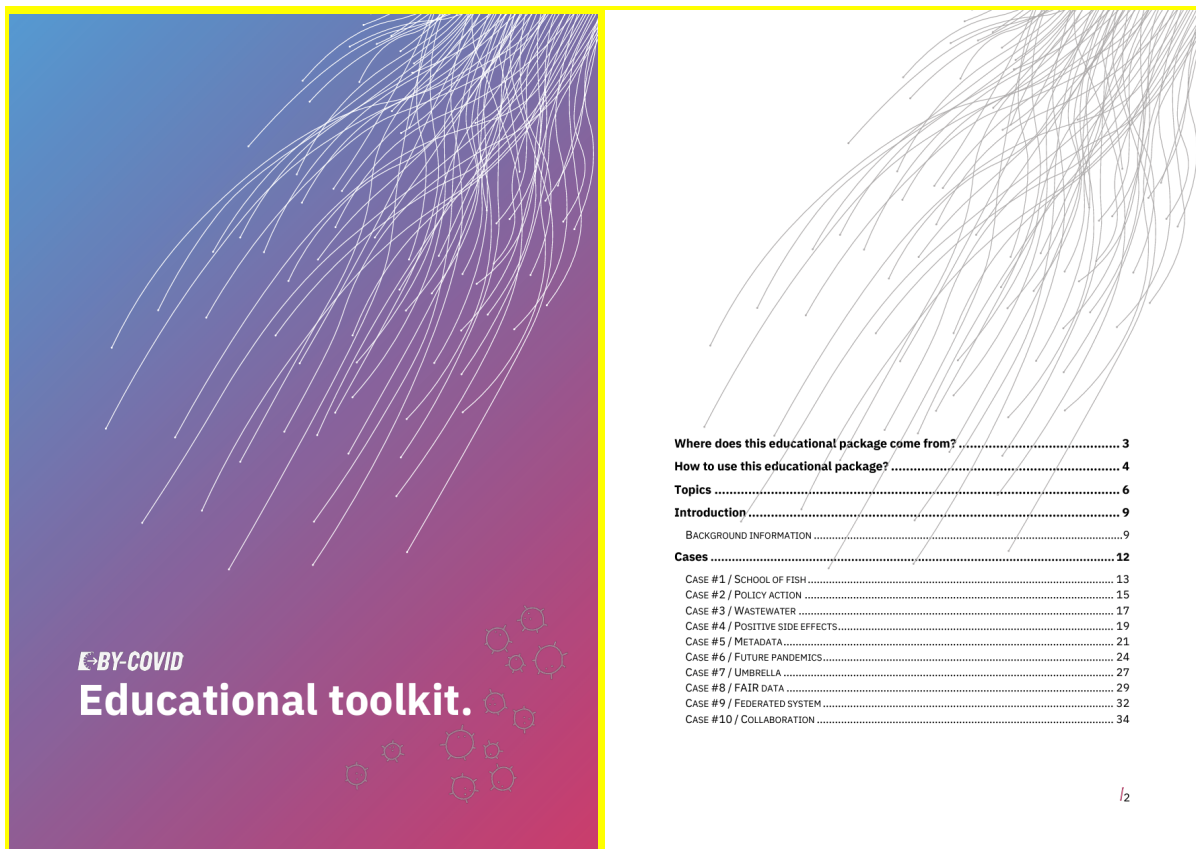 BY-COVID
Educational toolkit.
Where does this educational package come from? 3
How to use this educational package? 4
Topics 6
Introduction 9
BACKGROUND INFORMATION 9
Cases 12
CASE #1 / SCHOOL OF FISH 13
CASE #2 / POLICY ACTION 15
CASE #3 / WASTEWATER 17
CASE #4 / POSITIVE SIDE EFFECTS 19
CASE #5 / METADATA 21
CASE #6 / FUTURE PANDEMICS 24
CASE #7 / UMBRELLA 27
CASE #8 / FAIR DATA 29
CASE #9 / FEDERATED SYSTEM 32
CASE #10 / COLLABORATION 34
/2